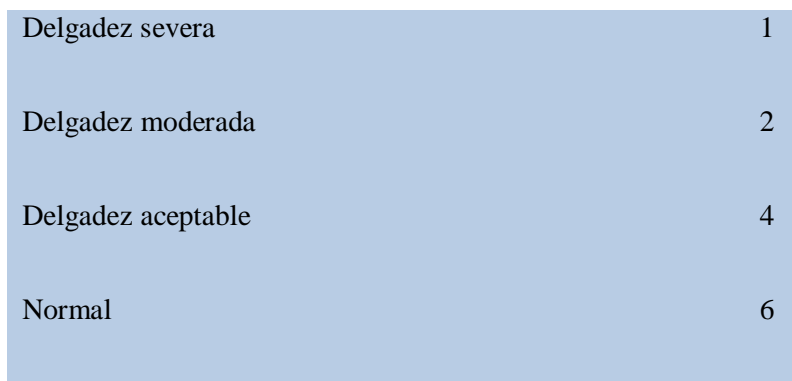 Delgadez severa 1
Delgadez moderada 2
Delgadez aceptable 4
Normal 6